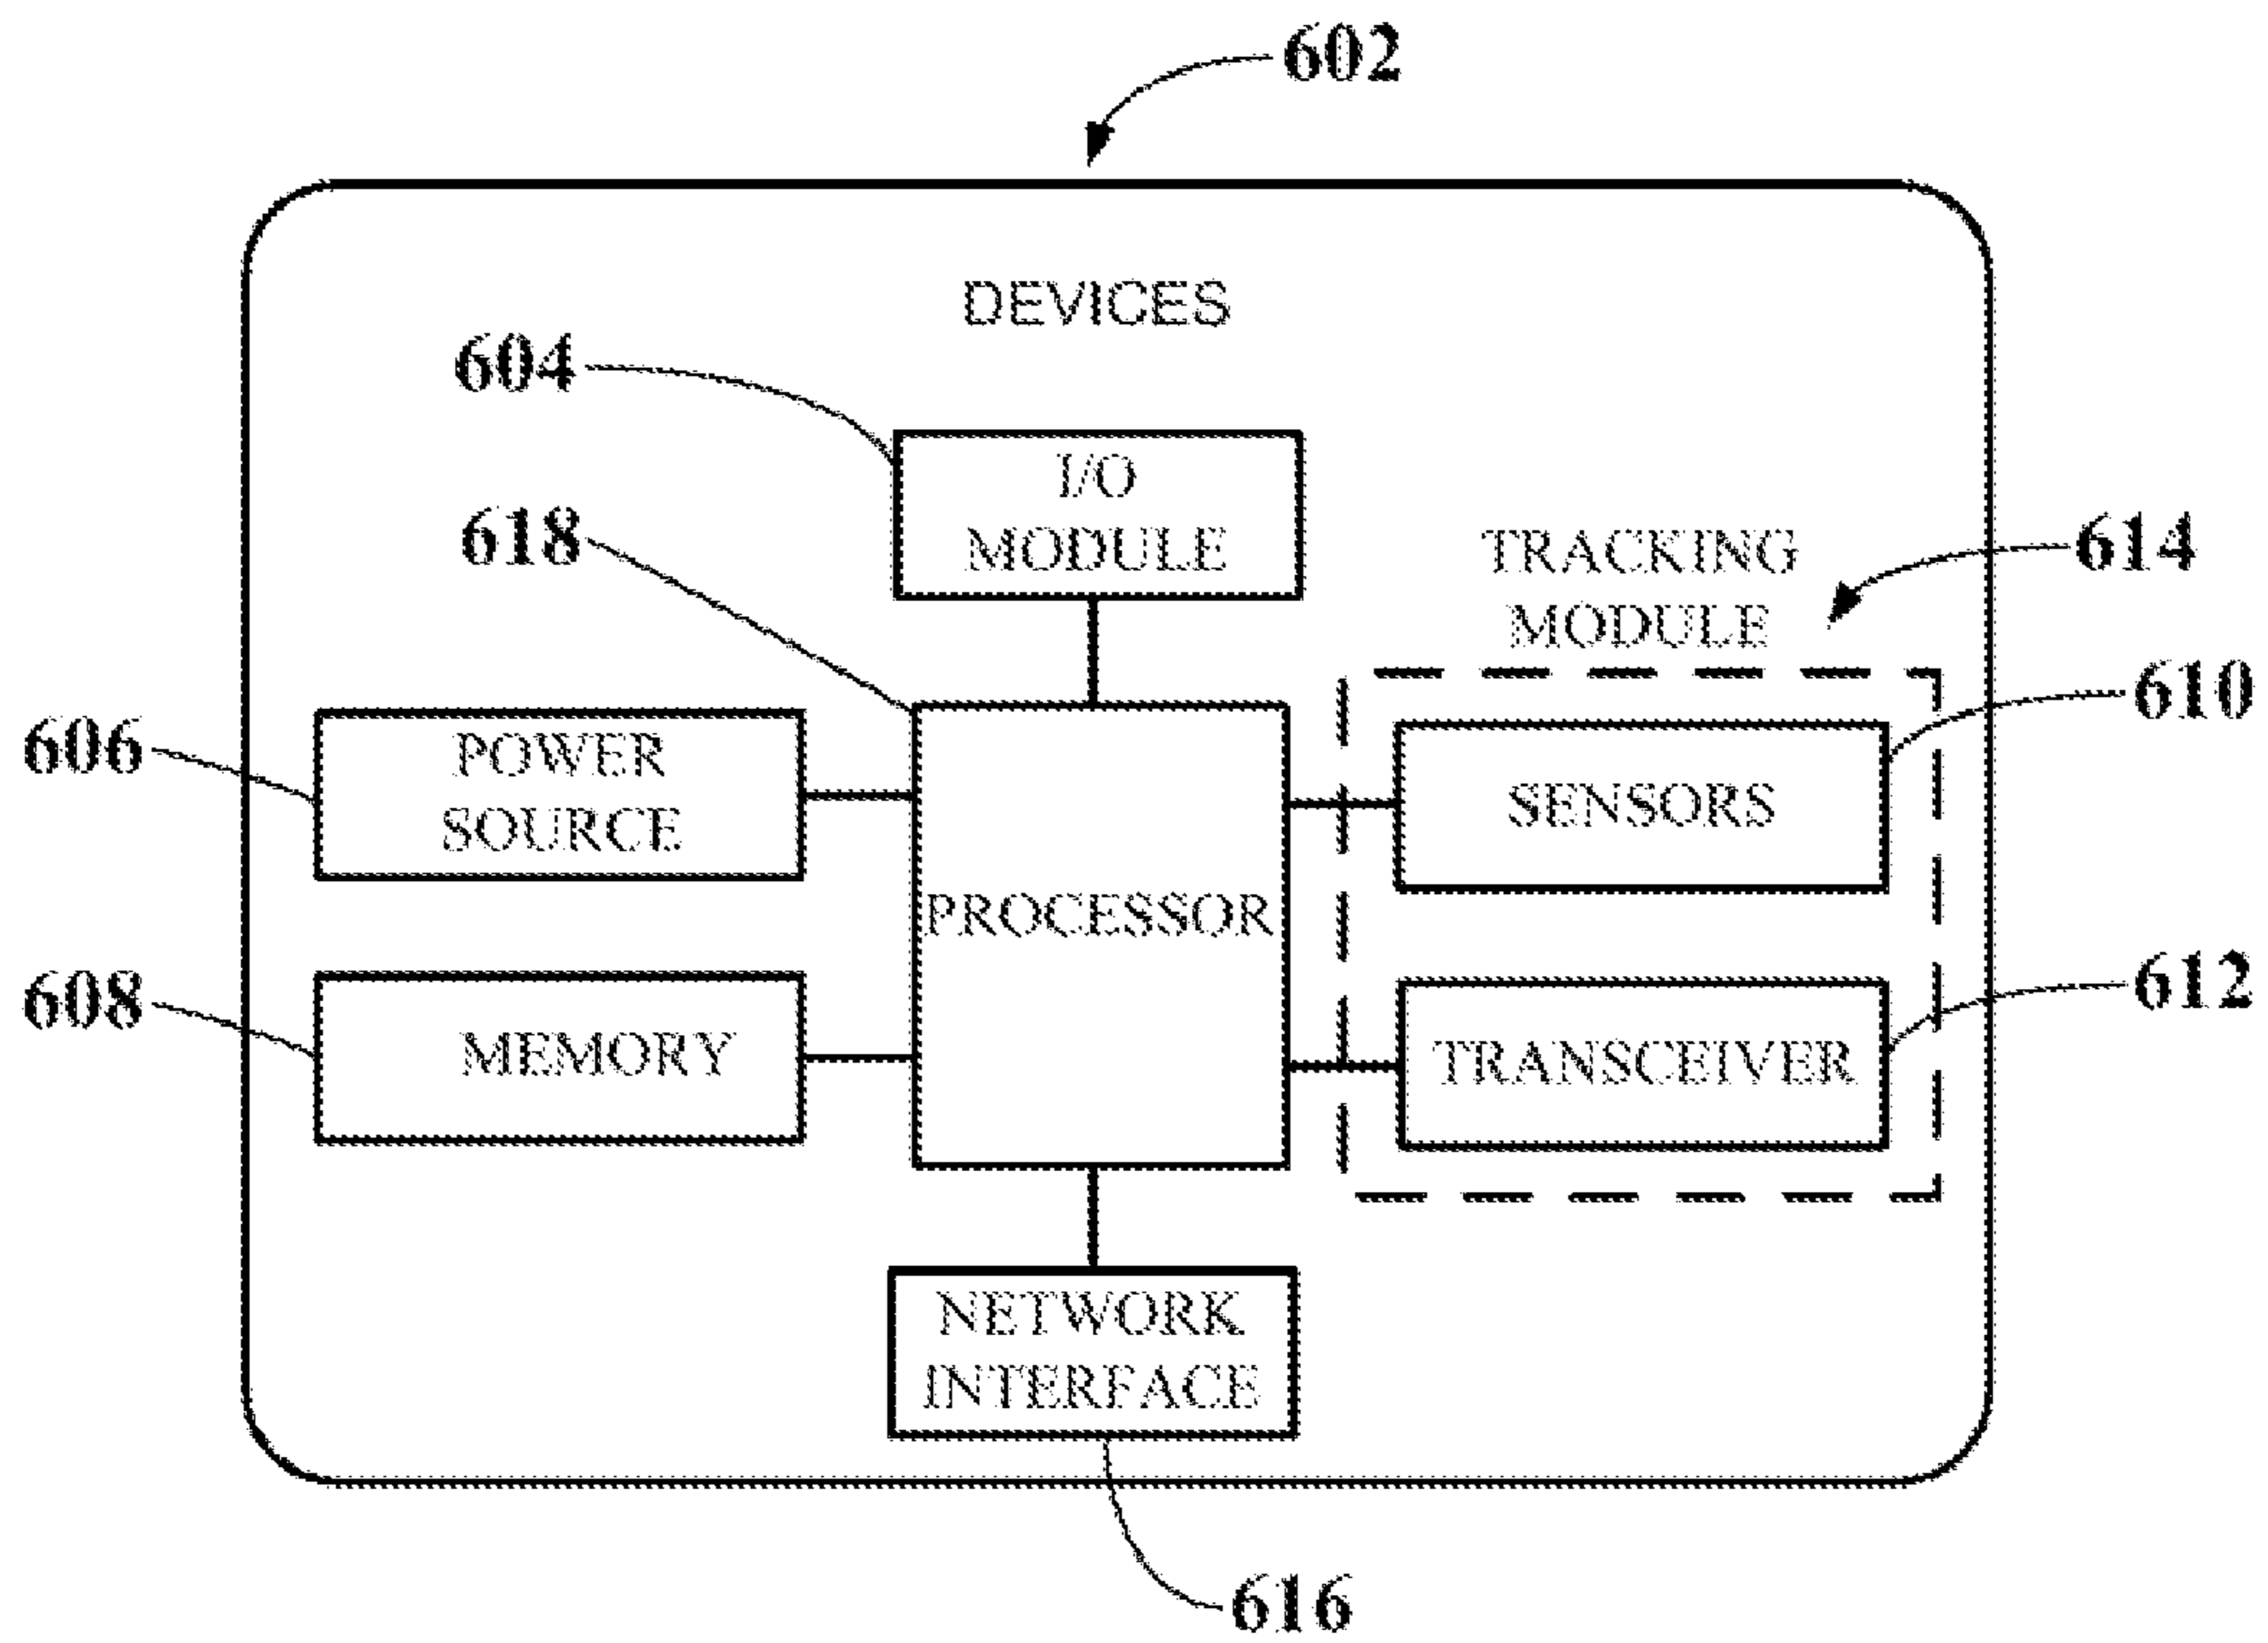 602
DEVICES
604
I/O
MODULE
618
TRACKING
MODULE
614
610
606
POWER
SOURCE
SENSORS
PROCESSOR
608
MEMORY
TRANSCEIVER
612
NETWORK
INTERFACE
616